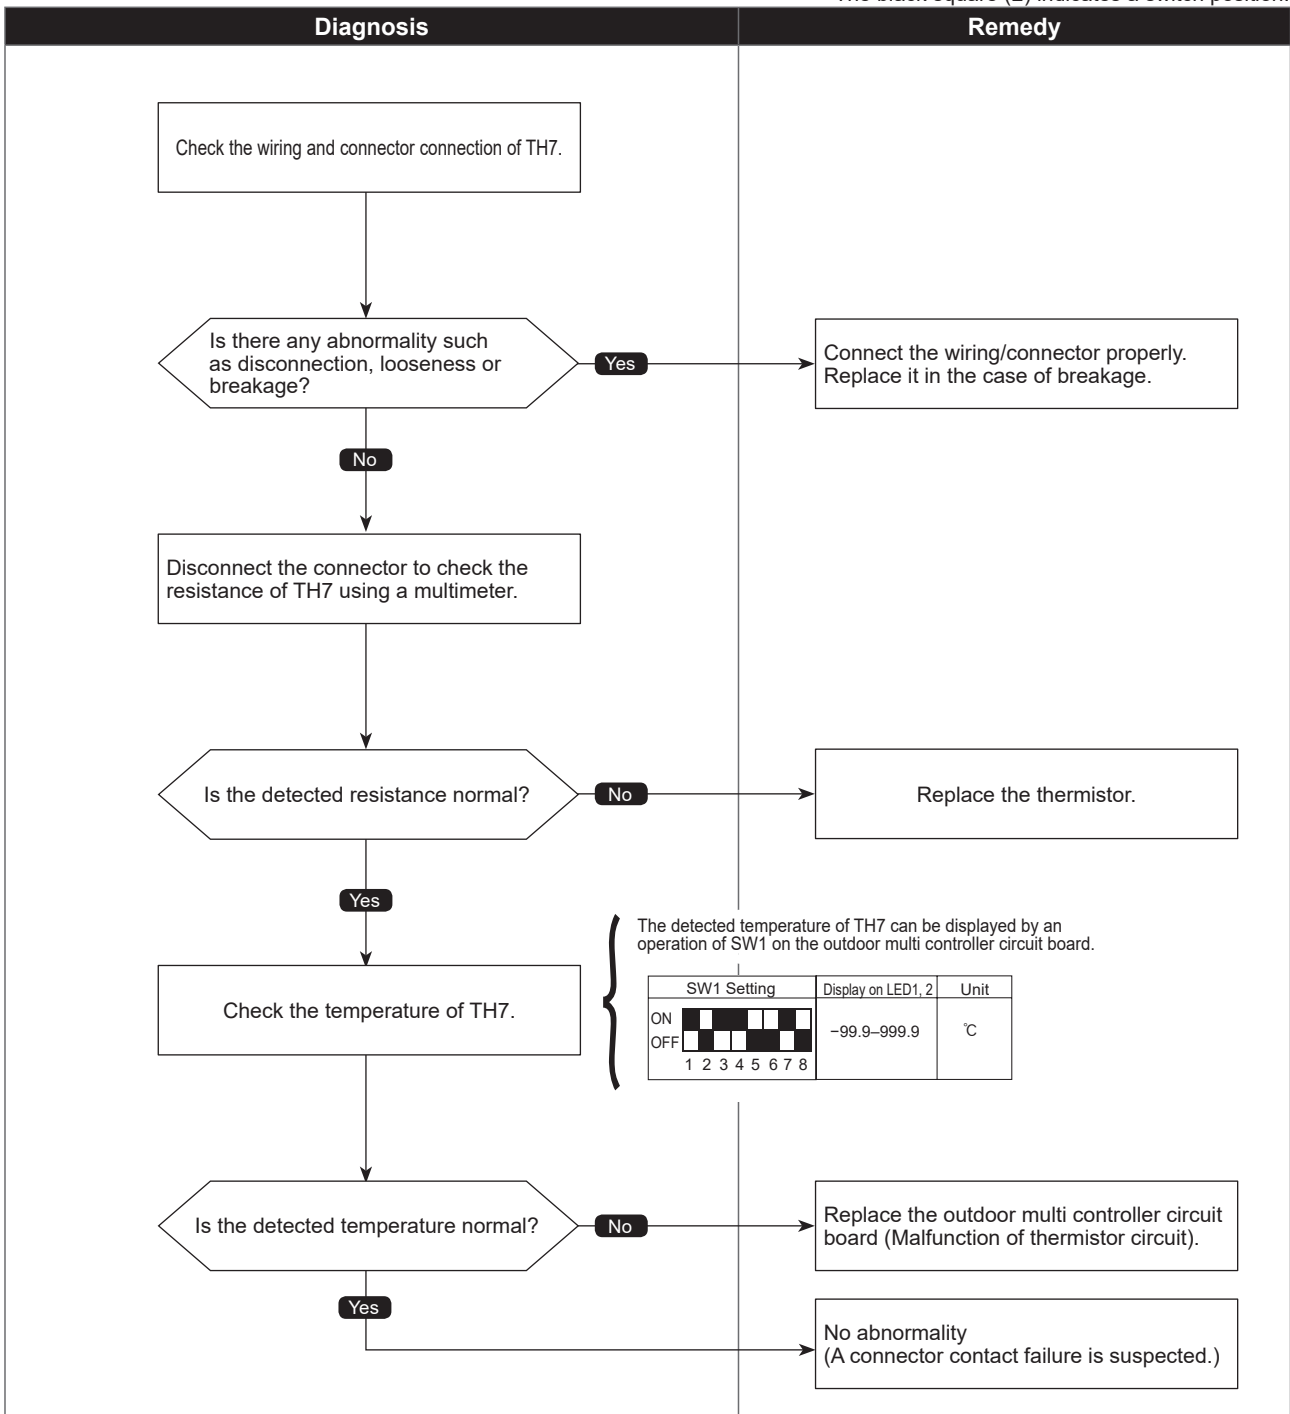 Diagnosis
Remedy
Check the wiring and connector connection of TH7.
Is there any abnormality such
as disconnection, looseness or
breakage?
Yes
Connect the wiring/connector properly.
Replace it in the case of breakage.
No
Disconnect the connector to check the
resistance of TH7 using a multimeter.
Is the detected resistance normal?
No
Replace the thermistor.
Yes
The detected temperature of TH7 can be displayed by an
operation of SW1 on the outdoor multi controller circuit board.
Check the temperature of TH7.
SW1 Setting
Display on LED1, 2
Unit
ON
OFF
1 2 3 4 5 6 7 8
−99.9–999.9
℃
Is the detected temperature normal?
No
Replace the outdoor multi controller circuit
board (Malfunction of thermistor circuit).
Yes
No abnormality
(A connector contact failure is suspected.)